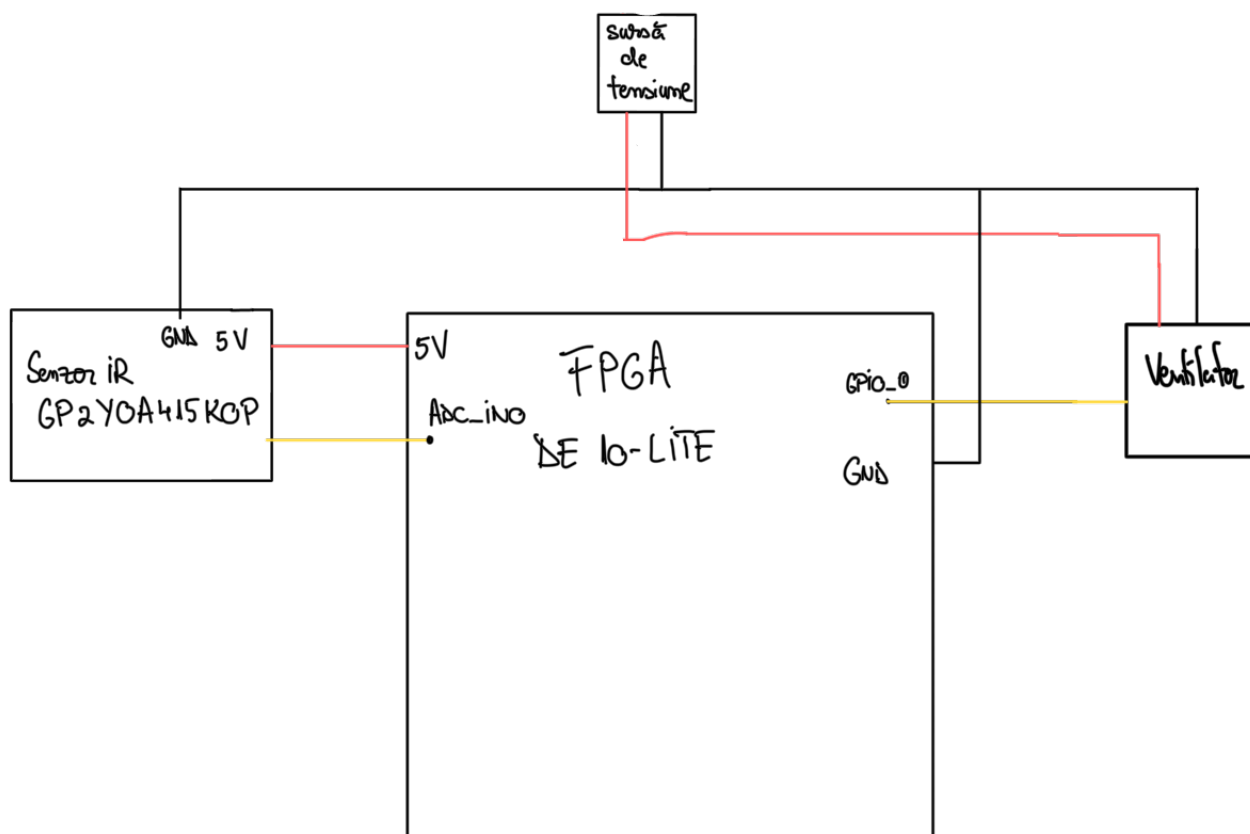 sursă
de
tensiune
GND 5V
Senzor iR
GP2Y0A415K0P
5V
FPGA
GPiO_0
ADC_iN0
DE 10-LiTE
GND
Ventilator